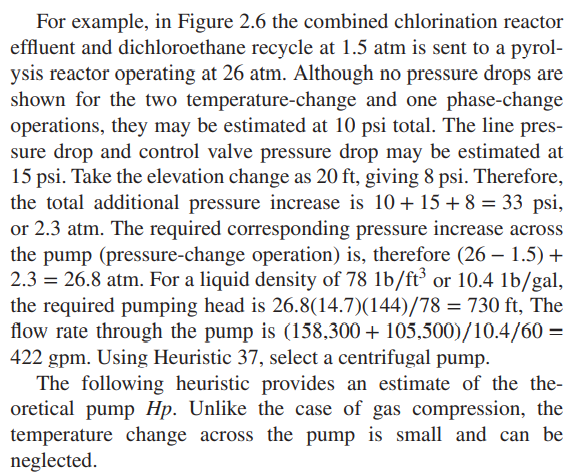 For example, in Figure 2.6 the combined chlorination reactor
effluent and dichloroethane recycle at 1.5 atm is sent to a pyrol-
ysis reactor operating at 26 atm. Although no pressure drops are
shown for the two temperature-change and one phase-change
operations, they may be estimated at 10 psi total. The line pres-
sure drop and control valve pressure drop may be estimated at
15 psi. Take the elevation change as 20 ft, giving 8 psi. Therefore,
the total additional pressure increase is 10 + 15 + 8 = 33 psi,
or 2.3 atm. The required corresponding pressure increase across
the pump (pressure-change operation) is, therefore (26 − 1.5) +
2.3 = 26.8 atm. For a liquid density of 78 lb/ft³ or 10.4 lb/gal,
the required pumping head is 26.8(14.7)(144)/78 = 730 ft, The
flow rate through the pump is (158,300 + 105,500)/10.4/60 =
422 gpm. Using Heuristic 37, select a centrifugal pump.
The following heuristic provides an estimate of the the-
oretical pump Hp. Unlike the case of gas compression, the
temperature change across the pump is small and can be
neglected.